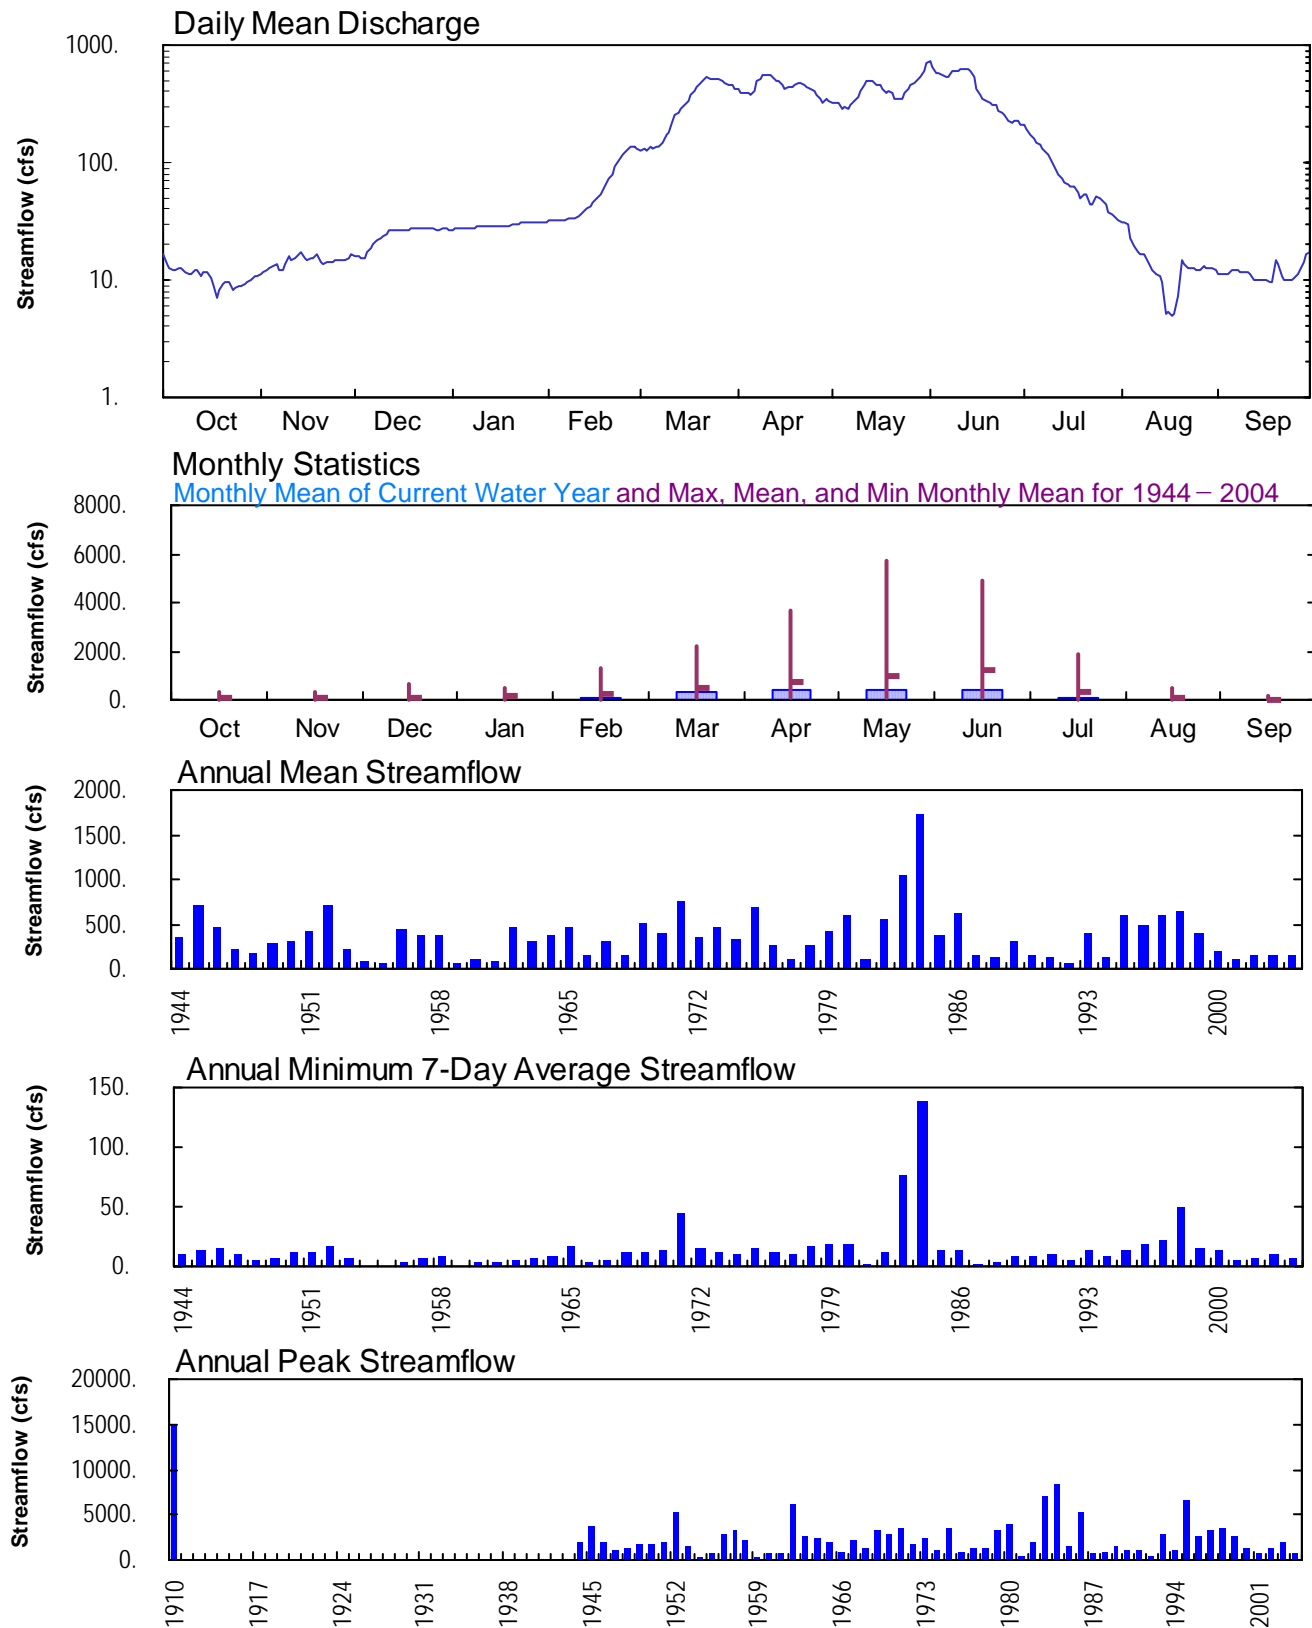 Daily Mean Discharge
Streamflow (cfs)
1000.
100.
10.
1.
Oct Nov Dec Jan Feb Mar Apr May Jun Jul Aug Sep
Monthly Statistics
Monthly Mean of Current Water Year and Max, Mean, and Min Monthly Mean for 1944 – 2004
Streamflow (cfs)
8000.
6000.
4000.
2000.
0.
Oct Nov Dec Jan Feb Mar Apr May Jun Jul Aug Sep
Annual Mean Streamflow
Streamflow (cfs)
2000.
1500.
1000.
500.
0.
1944 1951 1958 1965 1972 1979 1986 1993 2000
Annual Minimum 7-Day Average Streamflow
Streamflow (cfs)
150.
100.
50.
0.
1944 1951 1958 1965 1972 1979 1986 1993 2000
Annual Peak Streamflow
Streamflow (cfs)
20000.
15000.
10000.
5000.
0.
1910 1917 1924 1931 1938 1945 1952 1959 1966 1973 1980 1987 1994 2001